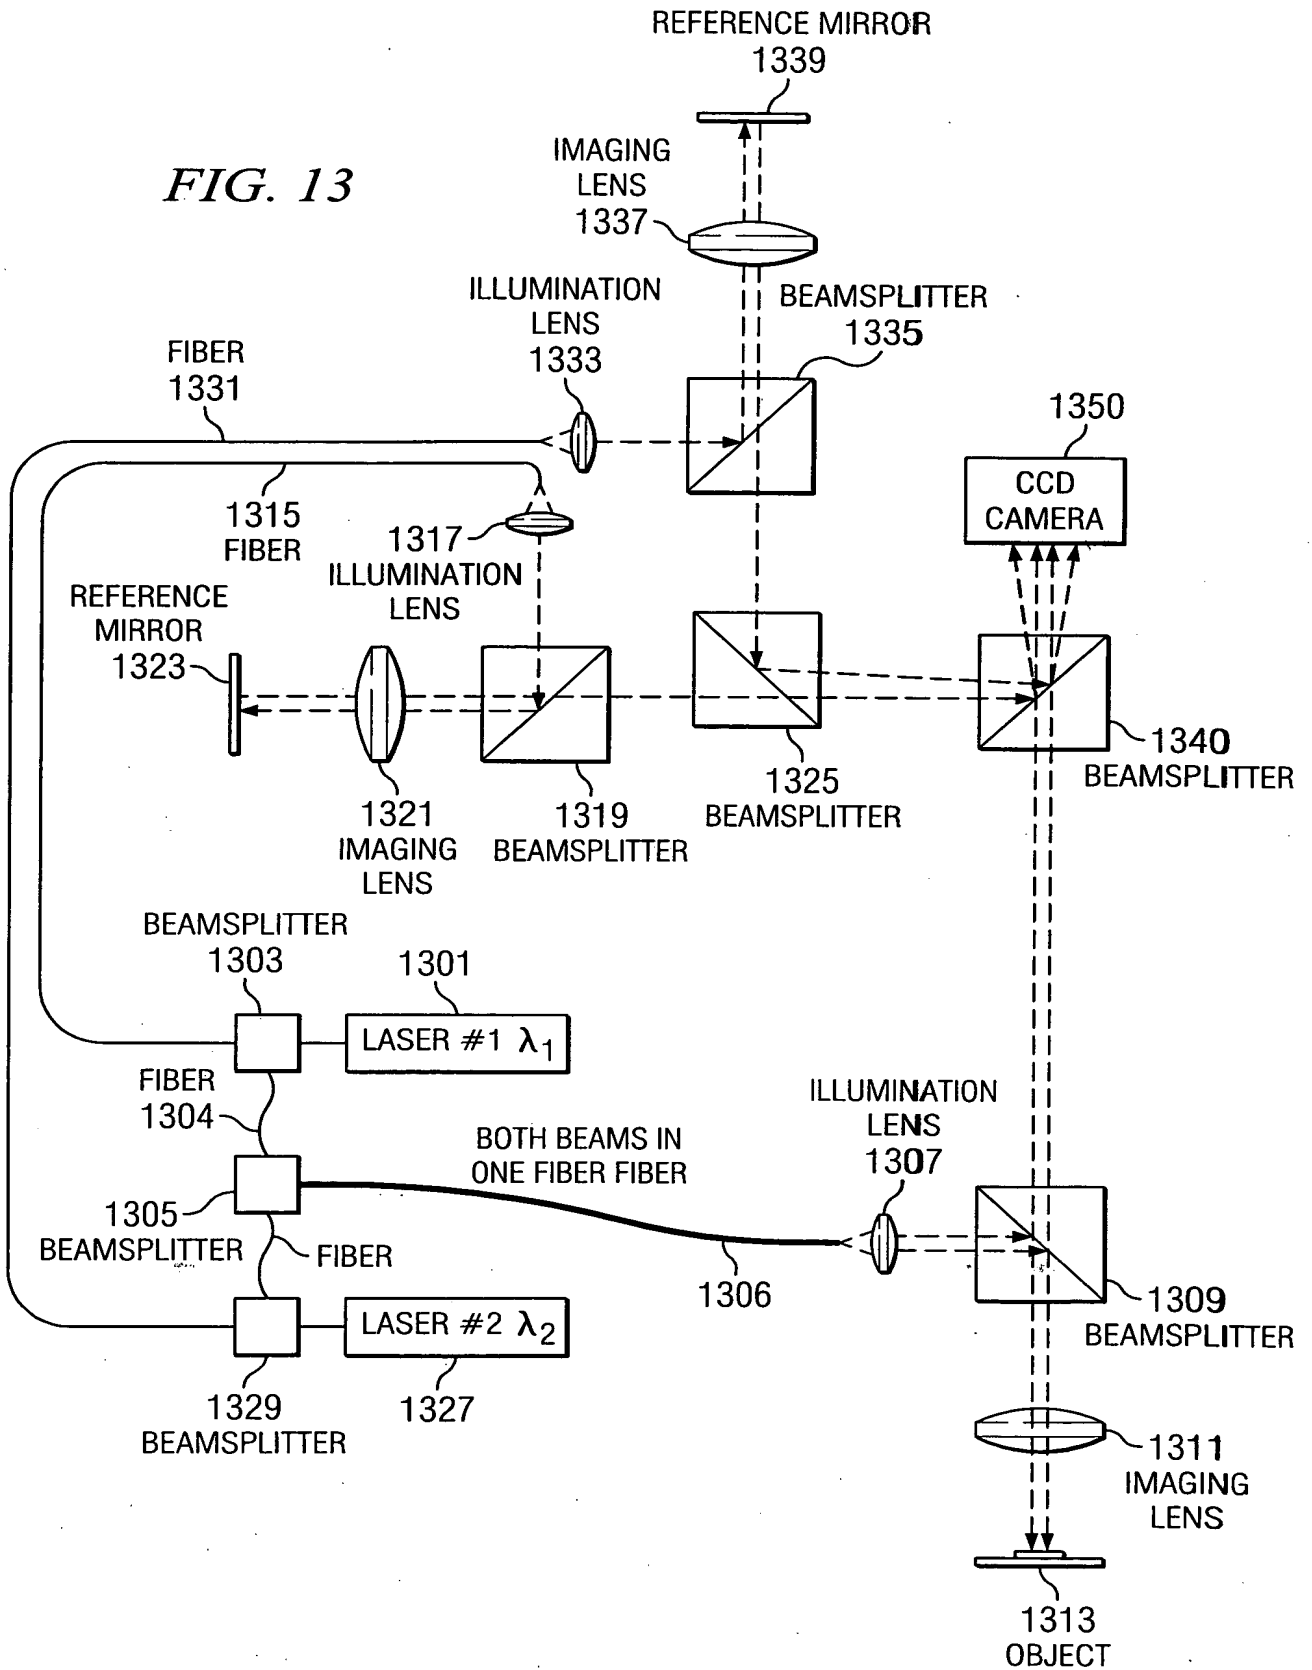 REFERENCE MIRROR
1339
FIG. 13
IMAGING
LENS
1337
ILLUMINATION
LENS
1333
BEAMSPLITTER
1335
FIBER
1331
1315
FIBER
1317
ILLUMINATION
LENS
1350
CCD
CAMERA
REFERENCE
MIRROR
1323
1321
IMAGING
LENS
1319
BEAMSPLITTER
1325
BEAMSPLITTER
1340
BEAMSPLITTER
BEAMSPLITTER
1303
1301
LASER #1 λ1
FIBER
1304
BOTH BEAMS IN
ONE FIBER FIBER
ILLUMINATION
LENS
1307
1305
BEAMSPLITTER
FIBER
1306
1309
BEAMSPLITTER
LASER #2 λ2
1329
BEAMSPLITTER
1327
1311
IMAGING
LENS
1313
OBJECT